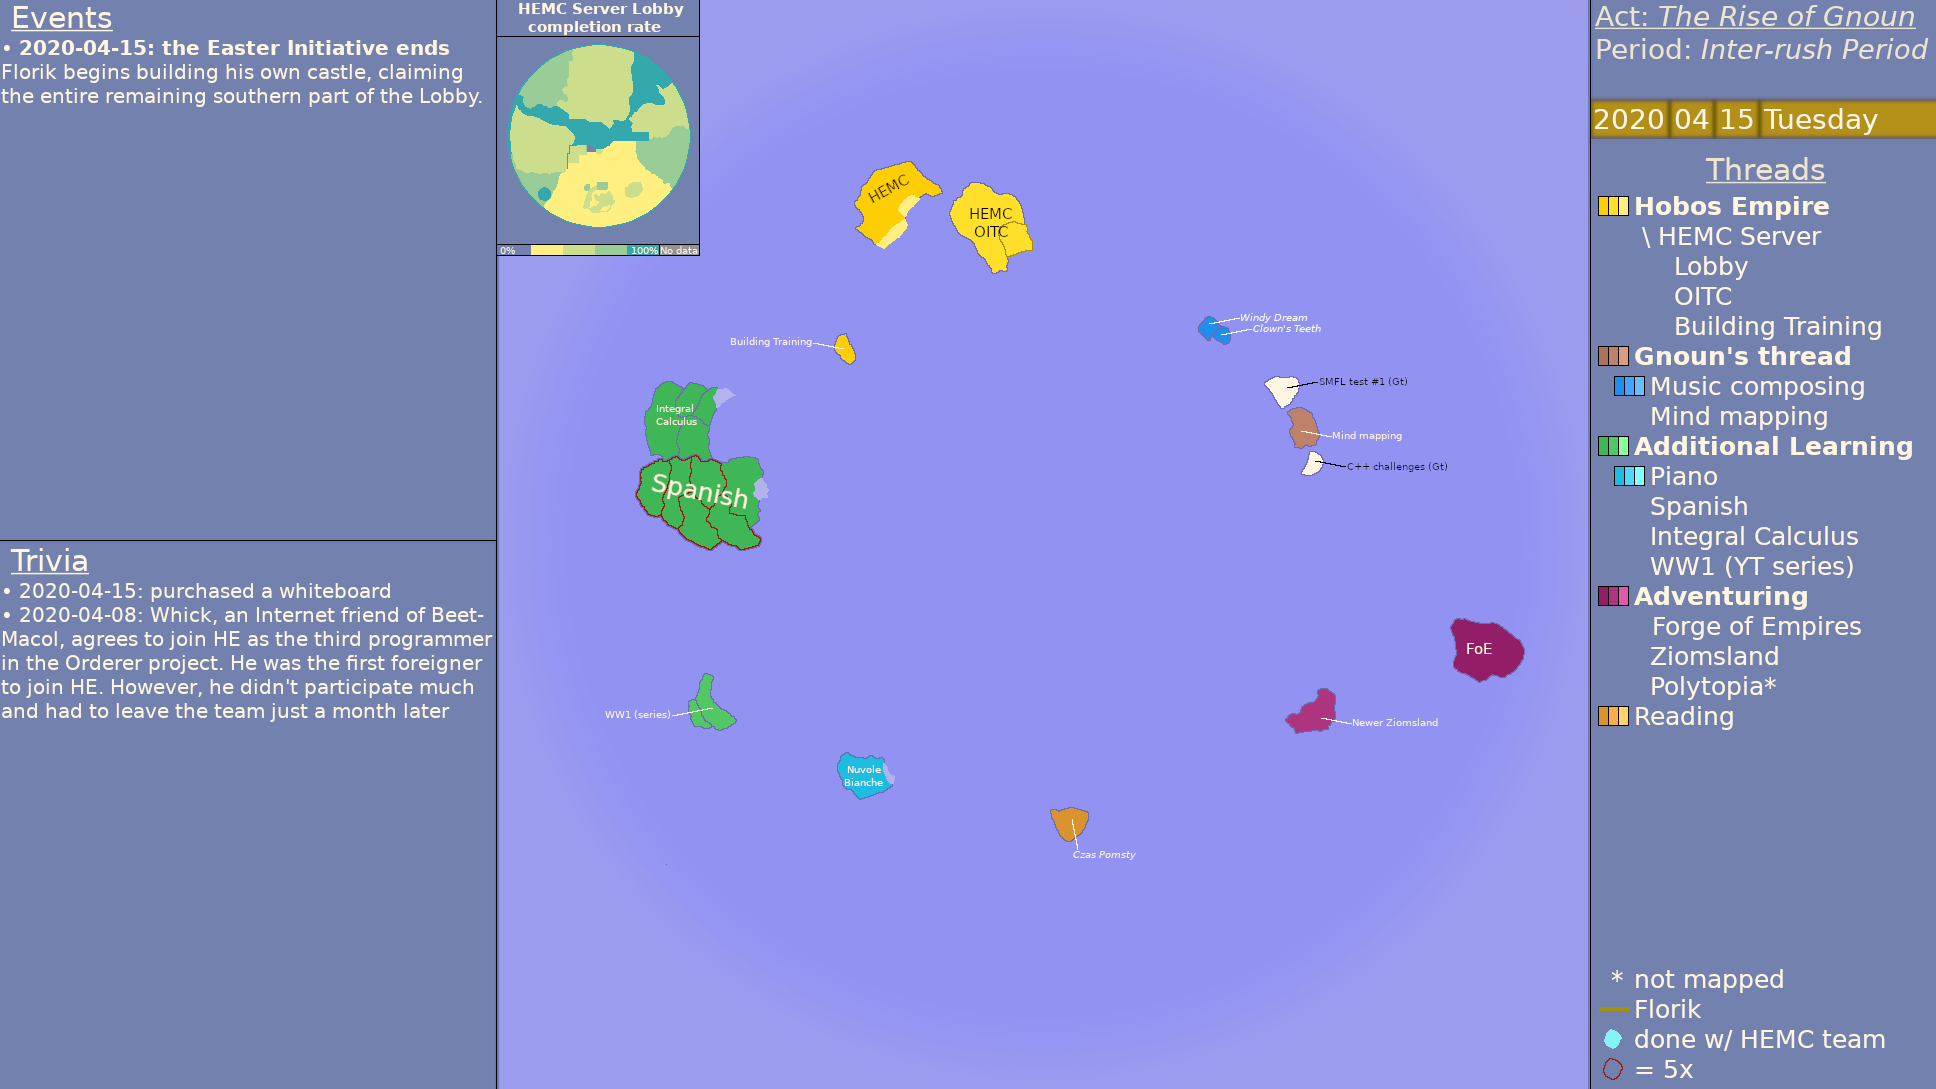 Events
• 2020-04-15: the Easter Initiative ends
Florik begins building his own castle, claiming
the entire remaining southern part of the Lobby.
Trivia
• 2020-04-15: purchased a whiteboard
• 2020-04-08: Whick, an Internet friend of Beet-
Macol, agrees to join HE as the third programmer
in the Orderer project. He was the first foreigner
to join HE. However, he didn't participate much
and had to leave the team just a month later
HEMC Server Lobby
completion rate
0% 100% No data
HEMC
HEMC
OITC
Building Training
Windy Dream
Clown's Teeth
SMFL test #1 (Gt)
Mind mapping
C++ challenges (Gt)
Integral
Calculus
Spanish
FoE
WW1 (series)
Newer Ziomsland
Nuvole
Bianche
Czas Pomsty
Act: The Rise of Gnoun
Period: Inter-rush Period
2020 04 15 Tuesday
Threads
Hobos Empire
\ HEMC Server
Lobby
OITC
Building Training
Gnoun's thread
Music composing
Mind mapping
Additional Learning
Piano
Spanish
Integral Calculus
WW1 (YT series)
Adventuring
Forge of Empires
Ziomsland
Polytopia*
Reading
* not mapped
Florik
done w/ HEMC team
= 5x